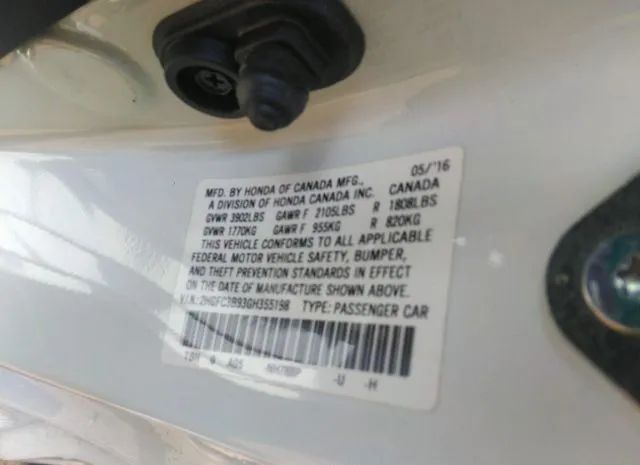 05/'16
MFD. BY HONDA OF CANADA MFG.,
A DIVISION OF HONDA CANADA INC. CANADA
GVWR 3902LBS GAWR F 2105LBS R 1808LBS
GVWR 1770KG GAWR F 955KG R 820KG
THIS VEHICLE CONFORMS TO ALL APPLICABLE
FEDERAL MOTOR VEHICLE SAFETY, BUMPER,
AND THEFT PREVENTION STANDARDS IN EFFECT
ON THE DATE OF MANUFACTURE SHOWN ABOVE.
TYPE: PASSENGER CAR
-U -H